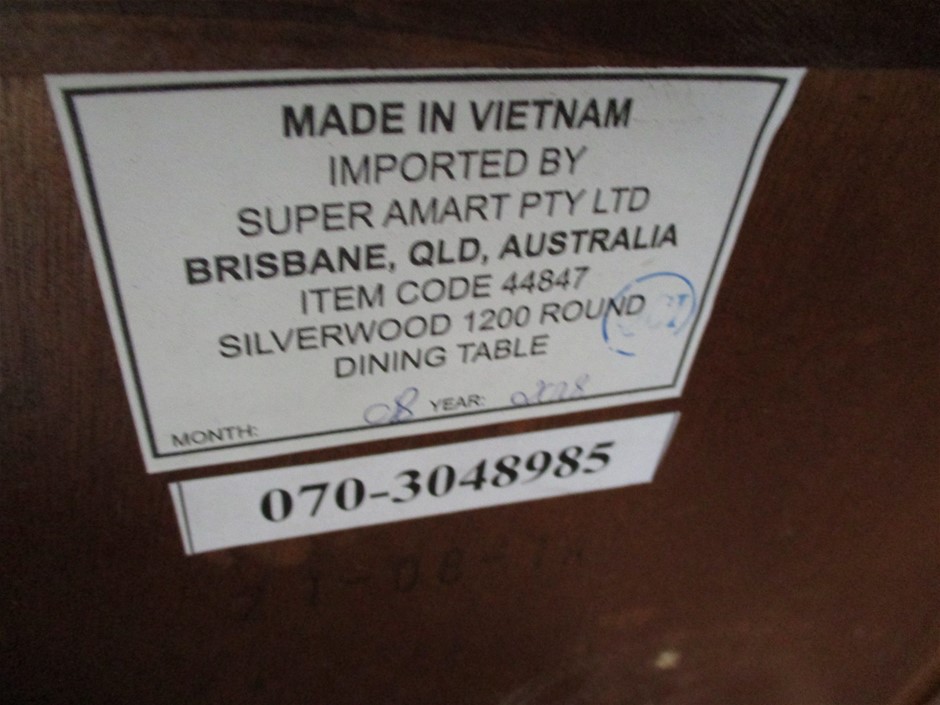 MADE IN VIETNAM
IMPORTED BY
SUPER AMART PTY LTD
BRISBANE, QLD, AUSTRALIA
ITEM CODE 44847
SILVERWOOD 1200 ROUND
DINING TABLE
MONTH: 08 YEAR:
070-3048985